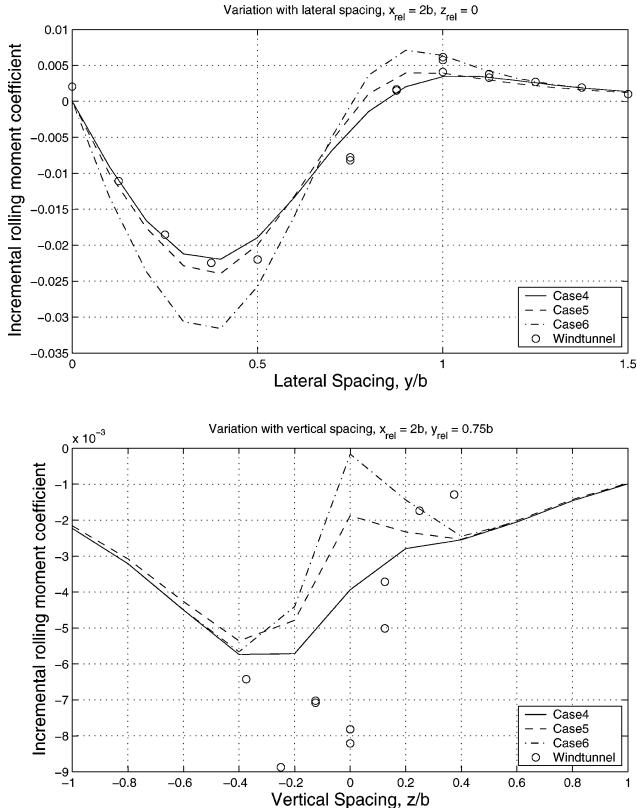 Variation with lateral spacing, x_rel = 2b, z_rel = 0
Incremental rolling moment coefficient
0.01
0.005
0
−0.005
−0.01
−0.015
−0.02
−0.025
−0.03
−0.035
0 0.5 1 1.5
Lateral Spacing, y/b
Case4
Case5
Case6
Windtunnel
Variation with vertical spacing, x_rel = 2b, y_rel = 0.75b
x 10⁻³
Incremental rolling moment coefficient
0
−1
−2
−3
−4
−5
−6
−7
−8
−9
−1 −0.8 −0.6 −0.4 −0.2 0 0.2 0.4 0.6 0.8 1
Vertical Spacing, z/b
Case4
Case5
Case6
Windtunnel